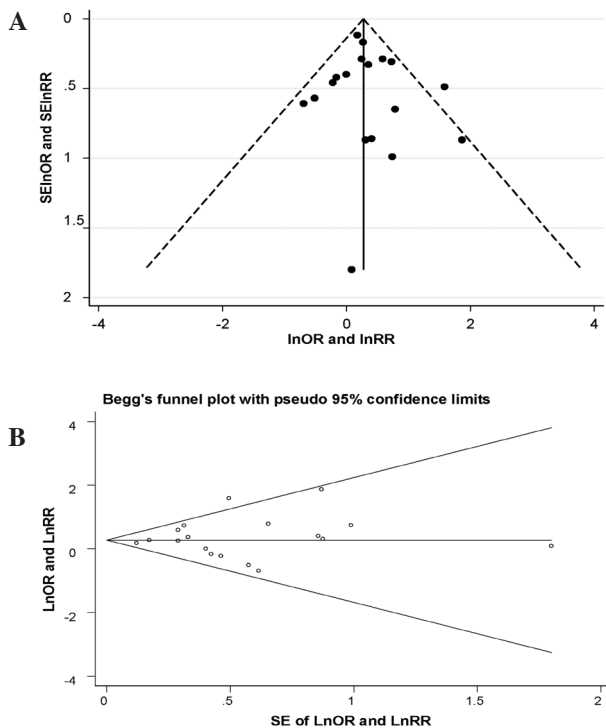 A
0
.5
1
1.5
2
SElnOR and SElnRR
-4 -2 0 2 4
lnOR and lnRR
Begg's funnel plot with pseudo 95% confidence limits
B
4
2
0
-2
-4
LnOR and LnRR
0 .5 1 1.5 2
SE of LnOR and LnRR